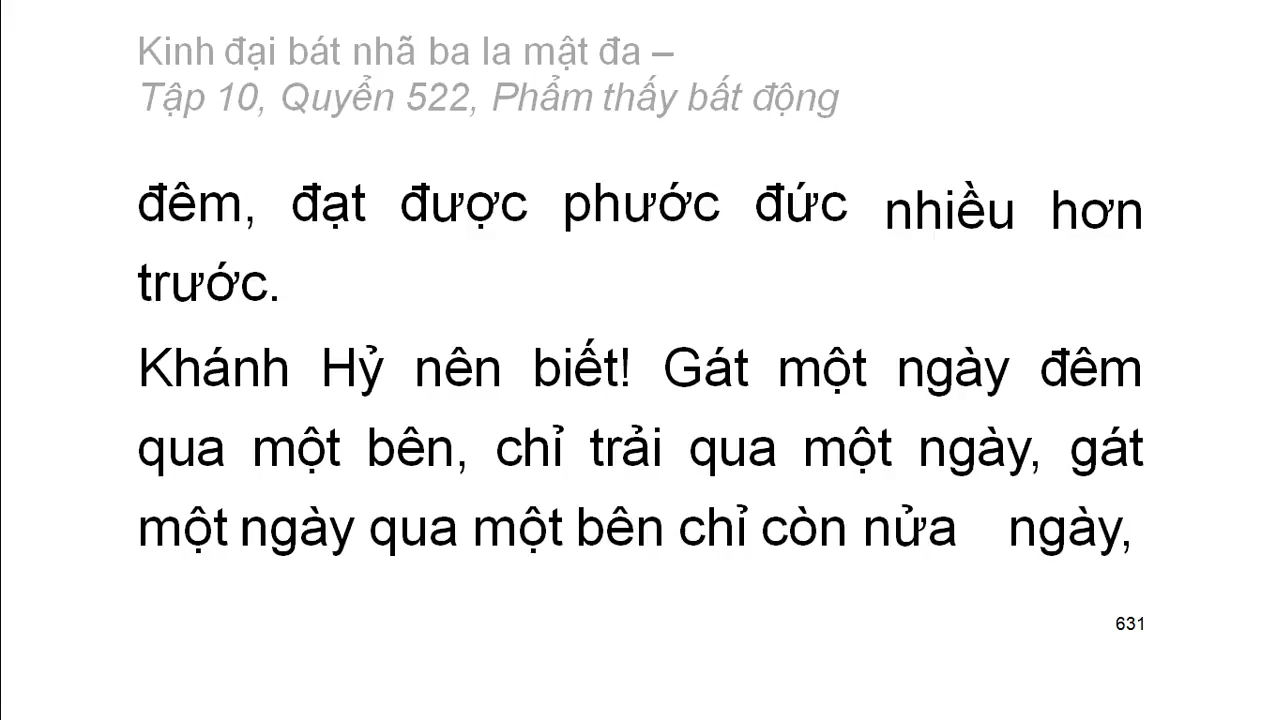 Kinh đại bát nhã ba la mật đa –
Tập 10, Quyển 522, Phẩm thấy bất động
đêm, đạt được phước đức nhiều hơn
trước.
Khánh Hỷ nên biết! Gát một ngày đêm
qua một bên, chỉ trải qua một ngày, gát
một ngày qua một bên chỉ còn nửa ngày,
631